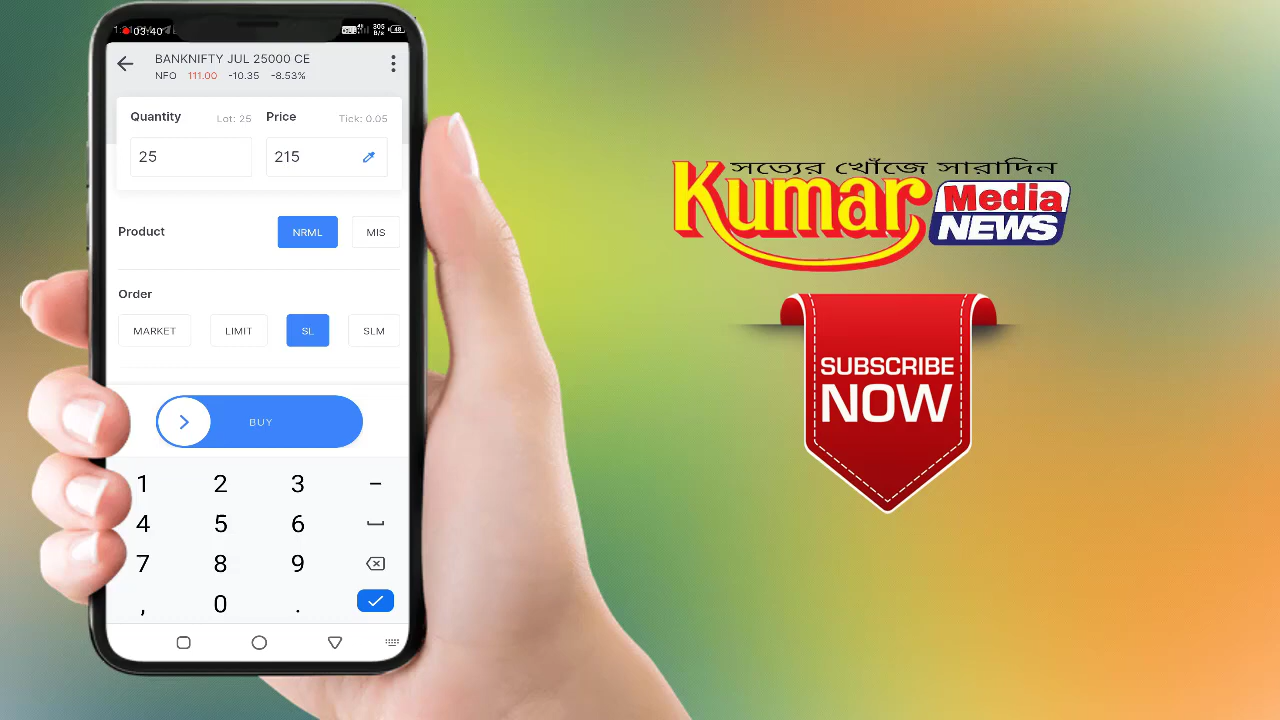 03:40
305
B/s
48
BANKNIFTY JUL 25000 CE
NFO 111.00 -10.35 -8.53%
Quantity Lot: 25 Price Tick: 0.05
25 215
Product NRML MIS
Order
MARKET LIMIT SL SLM
BUY
1 2 3 -
4 5 6
7 8 9
, 0 .
সত্যের খোঁজে সারাদিন
Kumar Media
NEWS
SUBSCRIBE
NOW